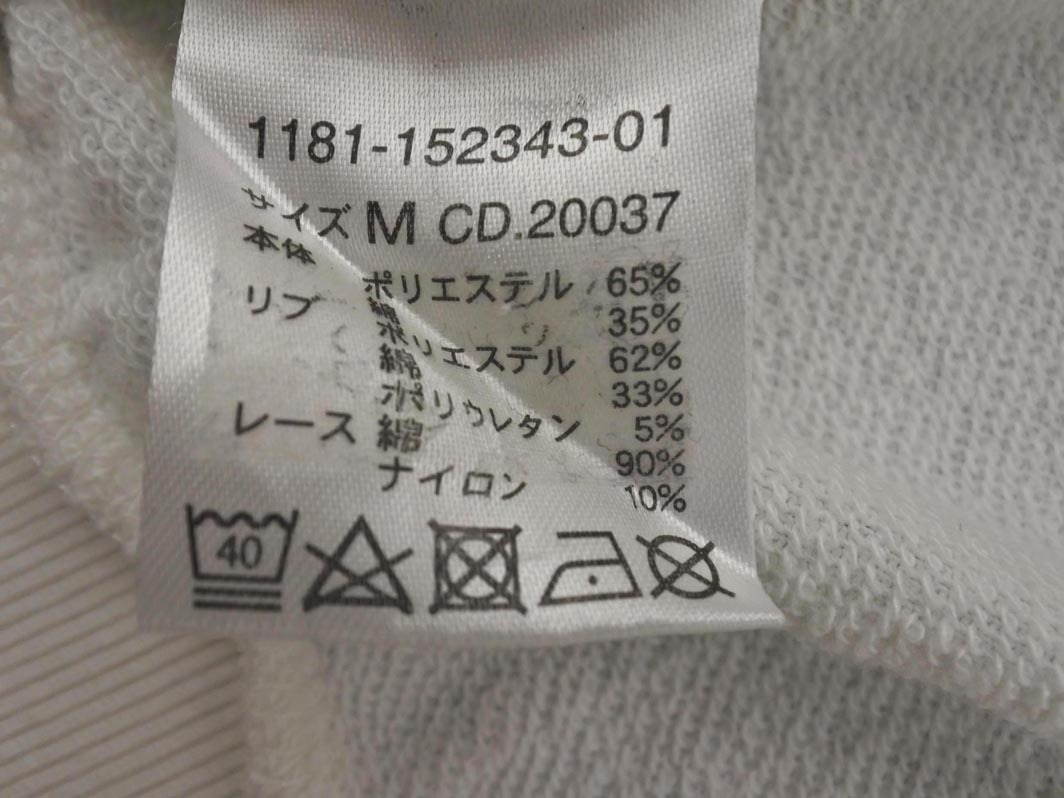 1181-152343-01
サイズ M CD.20037
本体 ポリエステル 65%
綿 35%
リブ ポリエステル 62%
綿 33%
ポリウレタン 5%
レース 綿 90%
ナイロン 10%
40